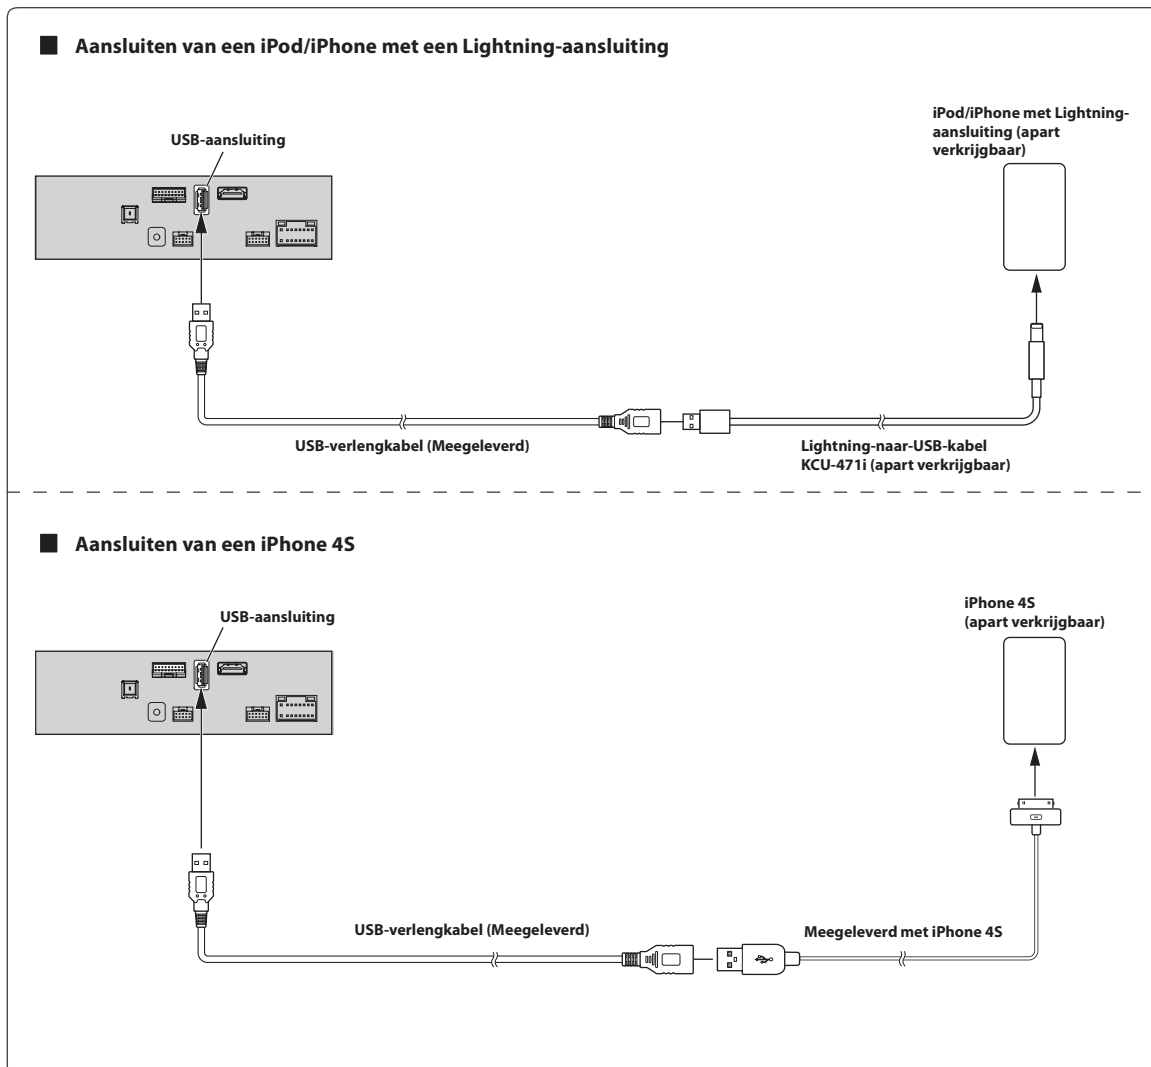 Aansluiten van een iPod/iPhone met een Lightning-aansluiting
iPod/iPhone met Lightning-
aansluiting (apart
verkrijgbaar)
USB-aansluiting
USB-verlengkabel (Meegeleverd)
Lightning-naar-USB-kabel
KCU-471i (apart verkrijgbaar)
Aansluiten van een iPhone 4S
iPhone 4S
(apart verkrijgbaar)
USB-aansluiting
USB-verlengkabel (Meegeleverd)
Meegeleverd met iPhone 4S